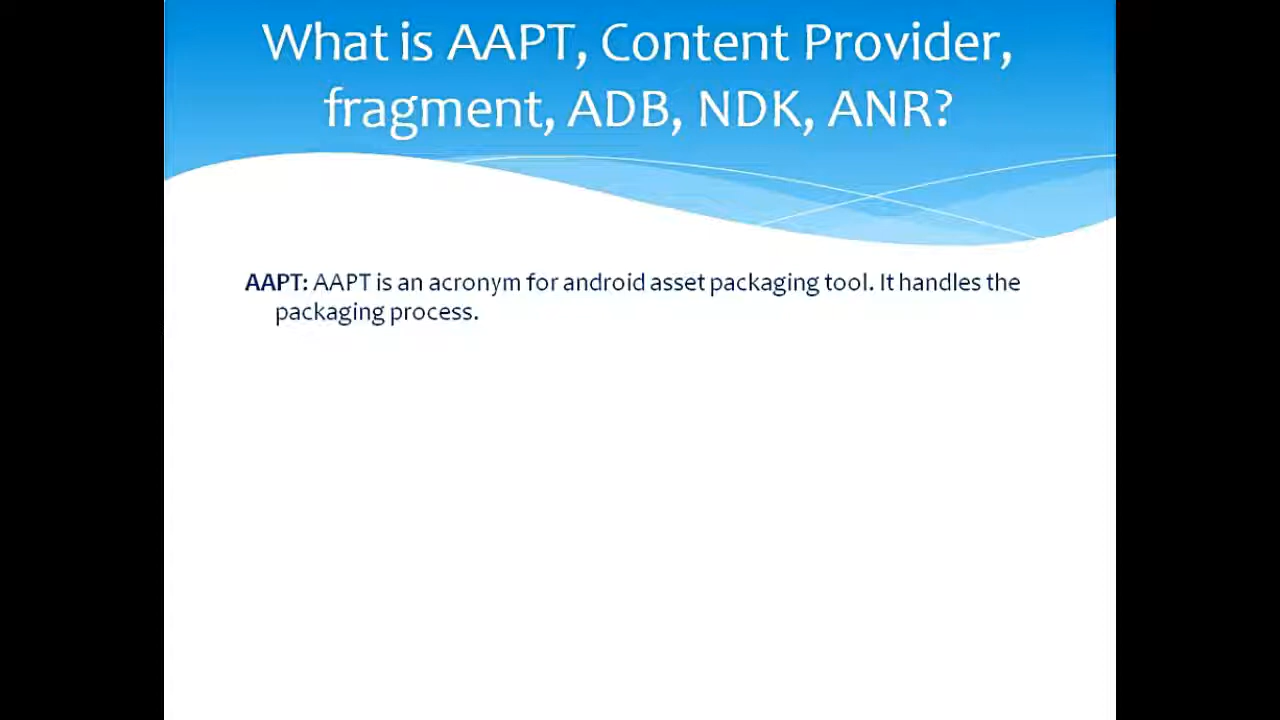 What is AAPT, Content Provider,
fragment, ADB, NDK, ANR?
AAPT: AAPT is an acronym for android asset packaging tool. It handles the
packaging process.